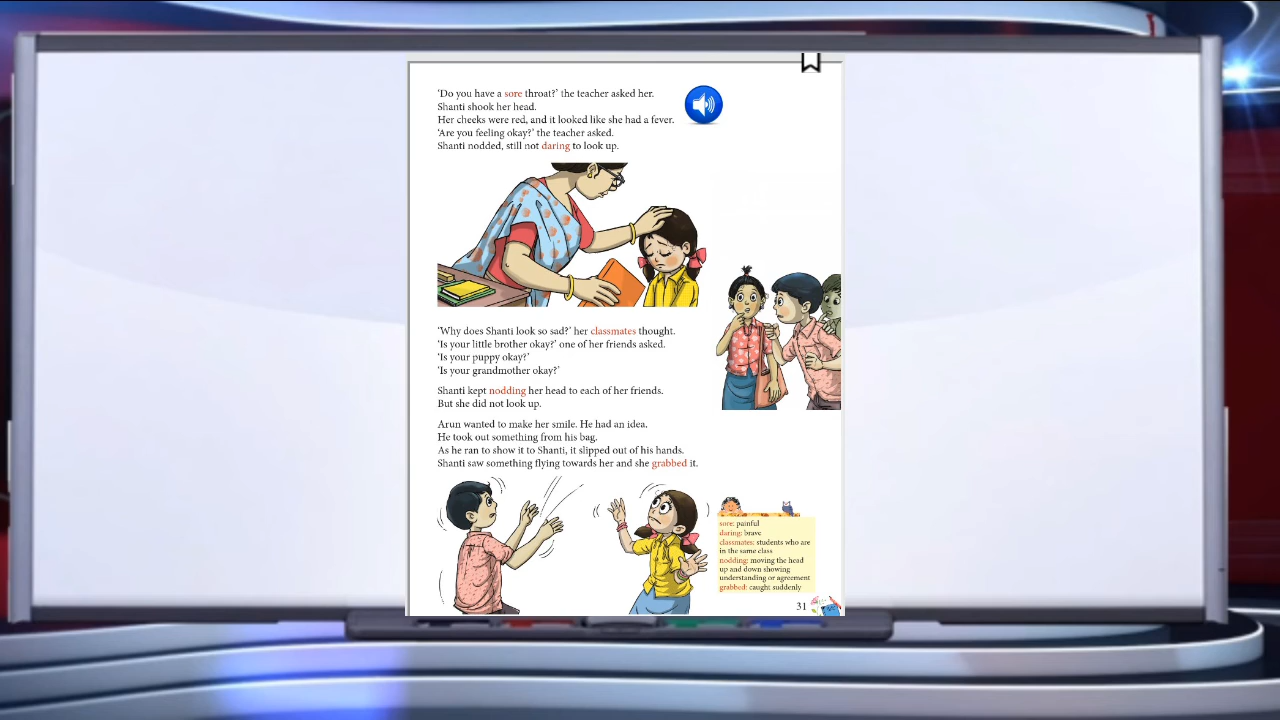 ‘Do you have a sore throat?’ the teacher asked her.
Shanti shook her head.
Her cheeks were red, and it looked like she had a fever.
‘Are you feeling okay?’ the teacher asked.
Shanti nodded, still not daring to look up.
‘Why does Shanti look so sad?’ her classmates thought.
‘Is your little brother okay?’ one of her friends asked.
‘Is your puppy okay?’
‘Is your grandmother okay?’
Shanti kept nodding her head to each of her friends.
But she did not look up.
Arun wanted to make her smile. He had an idea.
He took out something from his bag.
As he ran to show it to Shanti, it slipped out of his hands.
Shanti saw something flying towards her and she grabbed it.
sore: painful
daring: brave
classmates: students who are
in the same class
nodding: moving the head
up and down showing
understanding or agreement
grabbed: caught suddenly
31